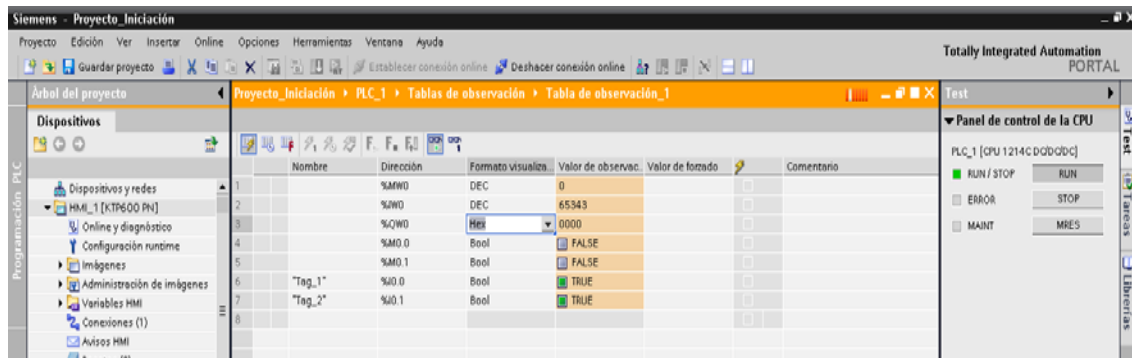 Siemens - Proyecto_Iniciación
Proyecto Edición Ver Insertar Online Opciones Herramientas Ventana Ayuda
Guardar proyecto Establecer conexión online Deshacer conexión online
Totally Integrated Automation
PORTAL
Árbol del proyecto
Proyecto_Iniciación PLC_1 Tablas de observación Tabla de observación_1
Test
Dispositivos
Panel de control de la CPU
PLC_1 [CPU 1214C DC/DC/DC]
RUN / STOP RUN
ERROR STOP
MAINT MRES
Nombre Dirección Formato visualiza... Valor de observac.. Valor de forzado Comentario
1 %MW0 DEC 0
2 %IW0 DEC 65343
3 %QW0 Hex 0000
4 %M0.0 Bool FALSE
5 %M0.1 Bool FALSE
6 "Tag_1" %I0.0 Bool TRUE
7 "Tag_2" %I0.1 Bool TRUE
8
Dispositivos y redes
HMI_1 [KTP600 PN]
Online y diagnóstico
Configuración runtime
Imágenes
Administración de imágenes
Variables HMI
Conexiones (1)
Avisos HMI
Programación PLC
Test
Tareas
Librerías